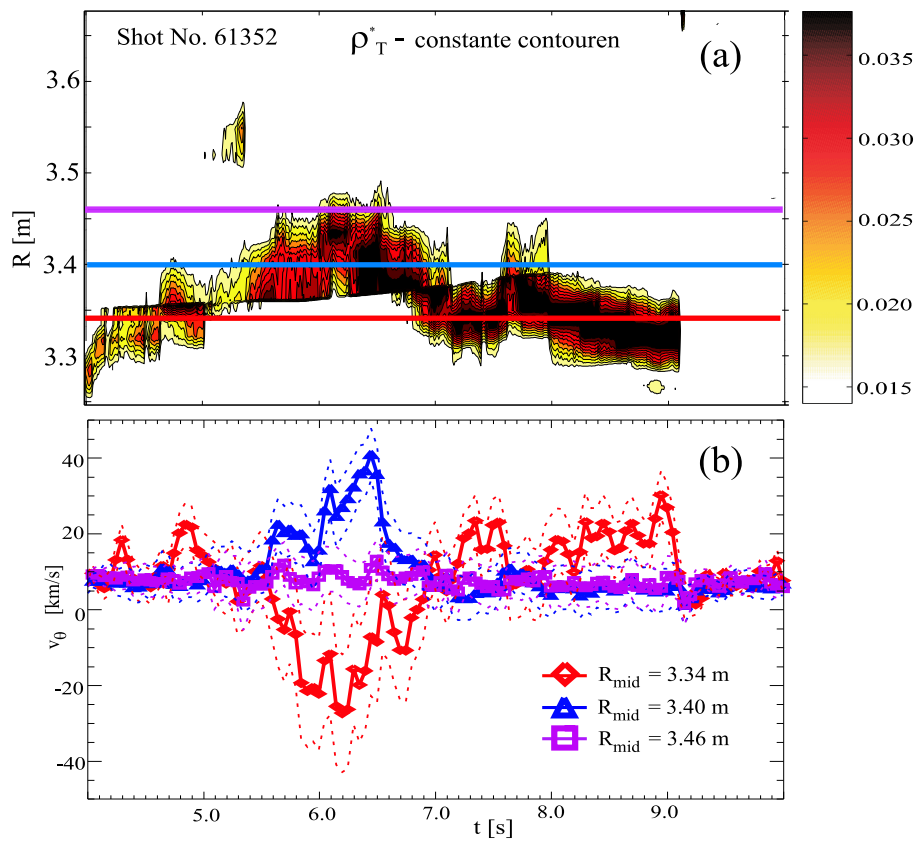 Shot No. 61352
ρ*T - constante contouren
(a)
R [m]
3.6
3.5
3.4
3.3
0.035
0.030
0.025
0.020
0.015
(b)
vθ [km/s]
40
20
0
-20
-40
Rmid = 3.34 m
Rmid = 3.40 m
Rmid = 3.46 m
5.0 6.0 7.0 8.0 9.0
t [s]